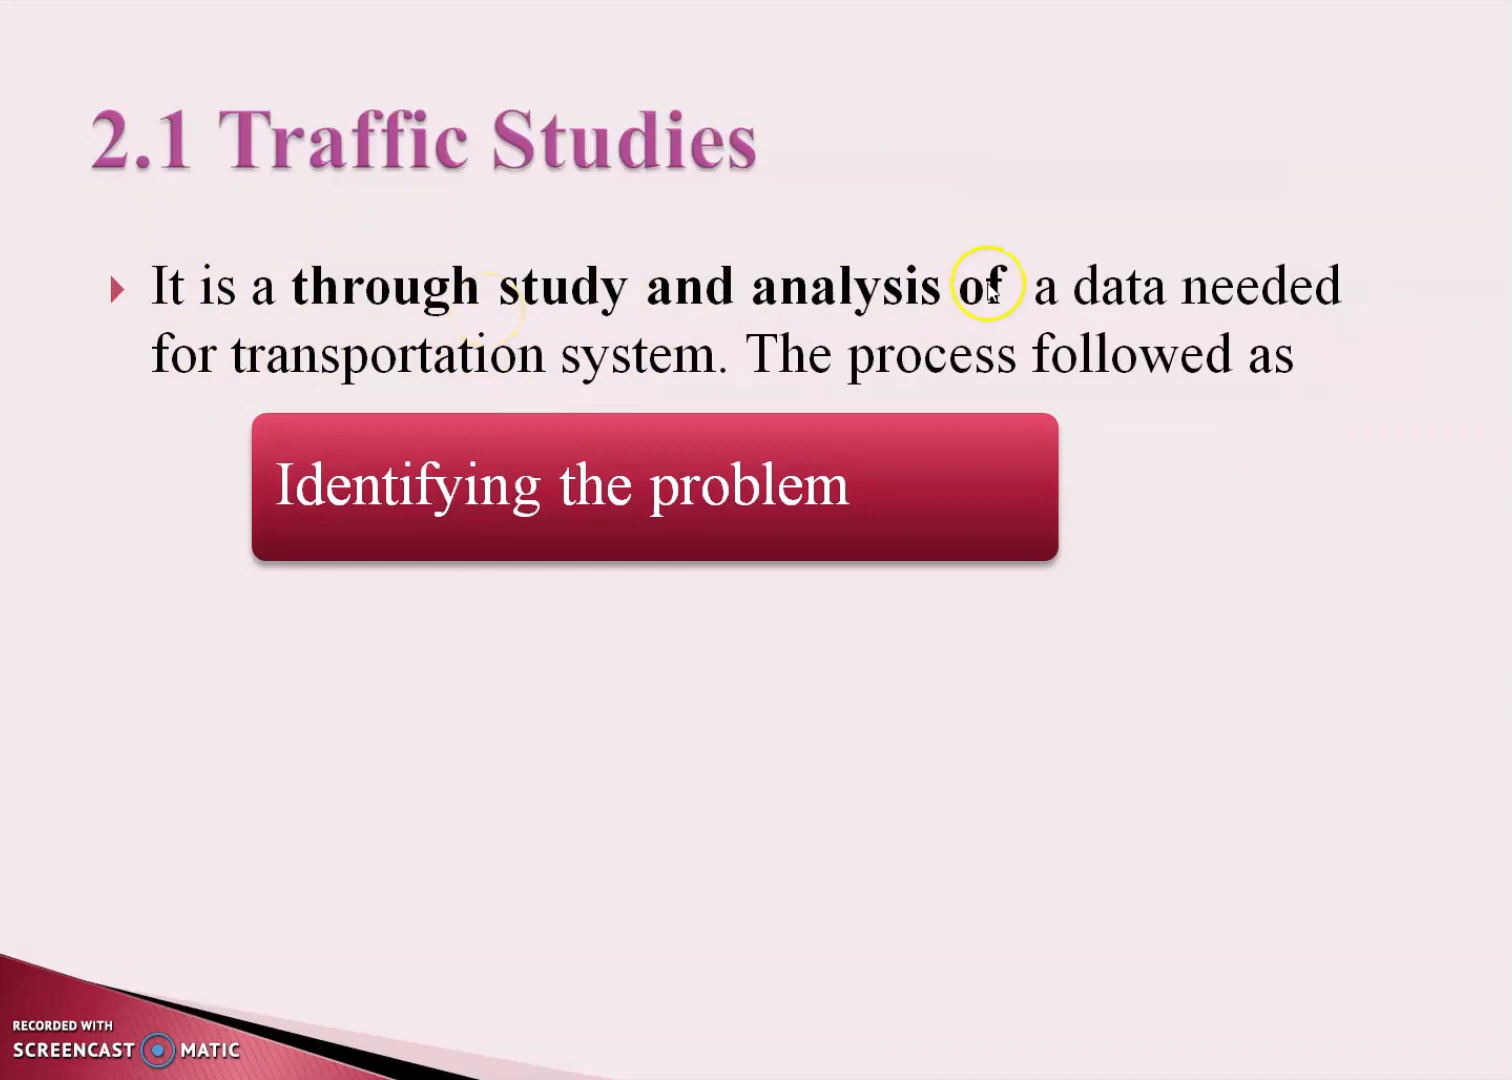 2.1 Traffic Studies
It is a through study and analysis of a data needed
for transportation system. The process followed as
Identifying the problem
RECORDED WITH
SCREENCAST MATIC